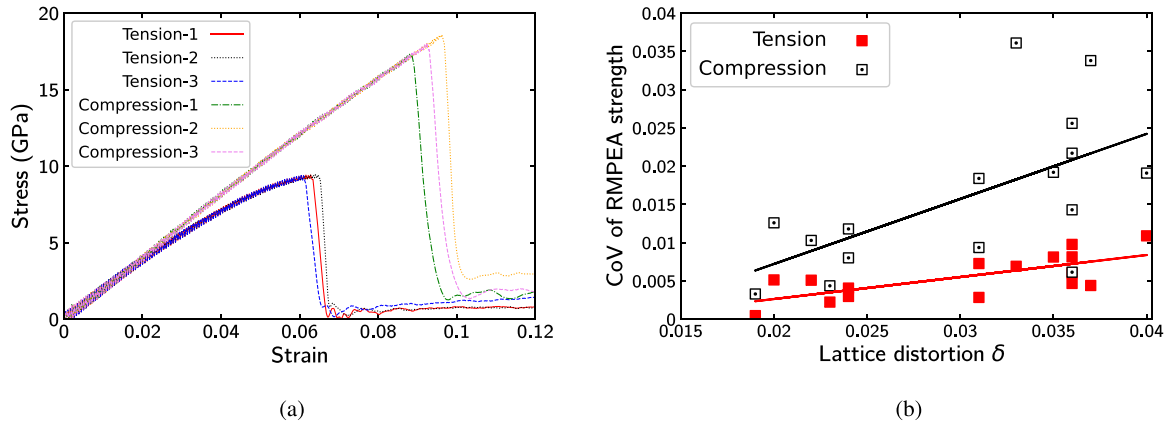 20
15
10
5
0
Stress (GPa)
Tension-1
Tension-2
Tension-3
Compression-1
Compression-2
Compression-3
0 0.02 0.04 0.06 0.08 0.1 0.12
Strain
(a)
0.04
0.035
0.03
0.025
0.02
0.015
0.01
0.005
0
CoV of RMPEA strength
Tension
Compression
0.015 0.02 0.025 0.03 0.035 0.04
Lattice distortion δ
(b)